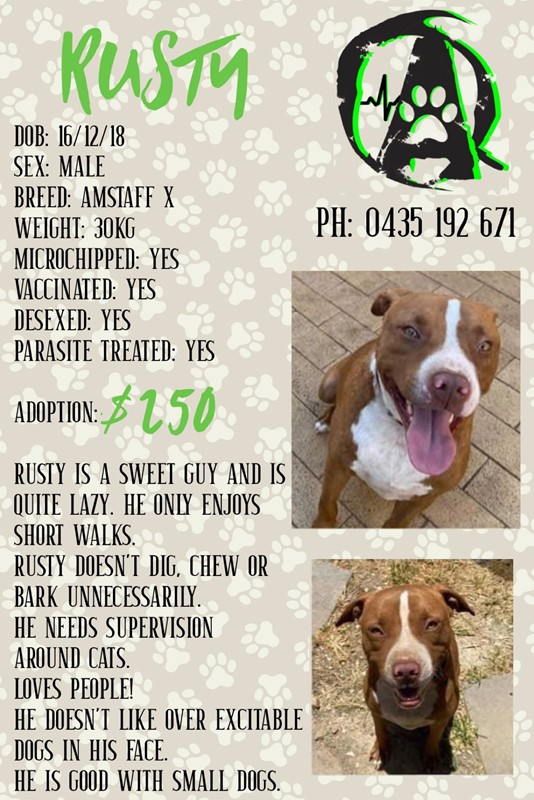 RUSTY
DOB: 16/12/18
SEX: MALE
BREED: AMSTAFF X
WEIGHT: 30KG
MICROCHIPPED: YES
VACCINATED: YES
DESEXED: YES
PARASITE TREATED: YES
ADOPTION: $250
PH: 0435 192 671
RUSTY IS A SWEET GUY AND IS
QUITE LAZY. HE ONLY ENJOYS
SHORT WALKS.
RUSTY DOESN'T DIG, CHEW OR
BARK UNNECESSARILY.
HE NEEDS SUPERVISION
AROUND CATS.
LOVES PEOPLE!
HE DOESN'T LIKE OVER EXCITABLE
DOGS IN HIS FACE.
HE IS GOOD WITH SMALL DOGS.